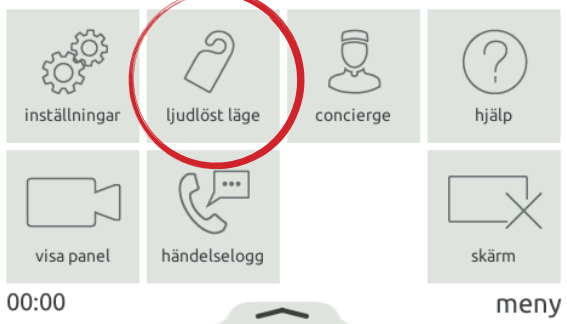 inställningar
ljudlöst läge
concierge
hjälp
visa panel
händelselogg
skärm
00:00
meny